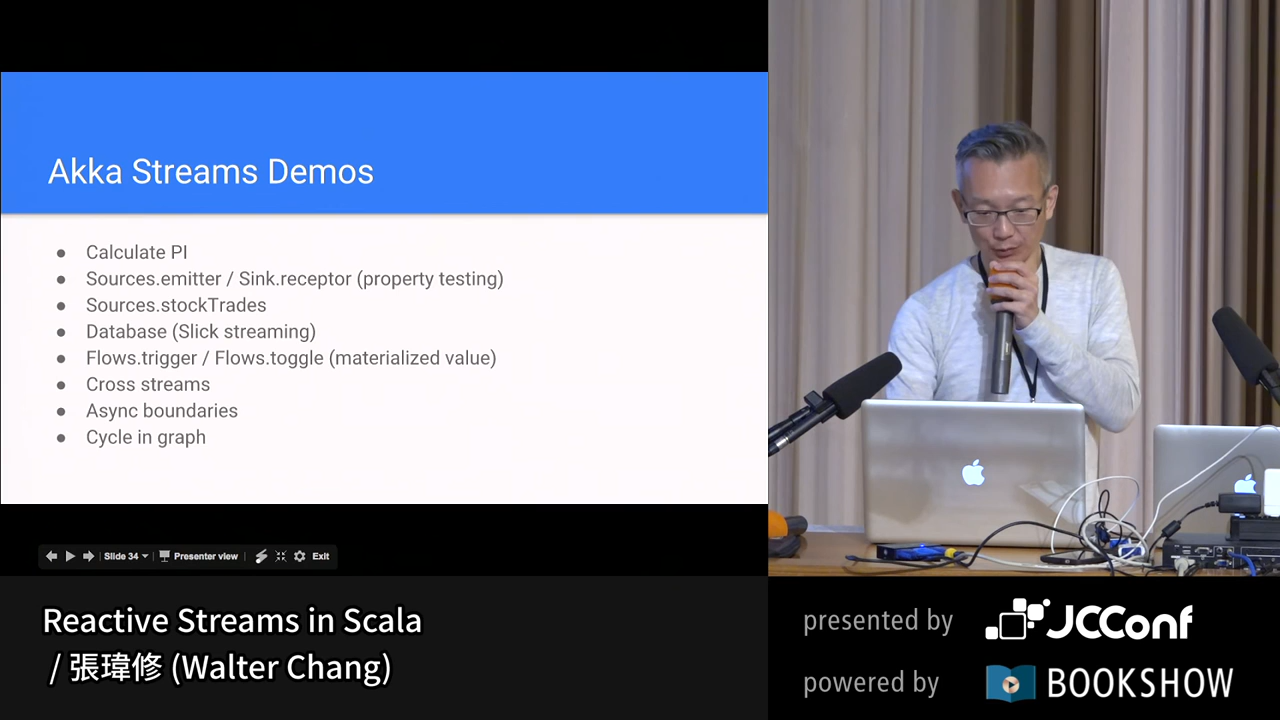 Akka Streams Demos
● Calculate PI
● Sources.emitter / Sink.receptor (property testing)
● Sources.stockTrades
● Database (Slick streaming)
● Flows.trigger / Flows.toggle (materialized value)
● Cross streams
● Async boundaries
● Cycle in graph
Slide 34
Presenter view
Exit
Reactive Streams in Scala
/ 張瑋修 (Walter Chang)
presented by JCConf
powered by BOOKSHOW